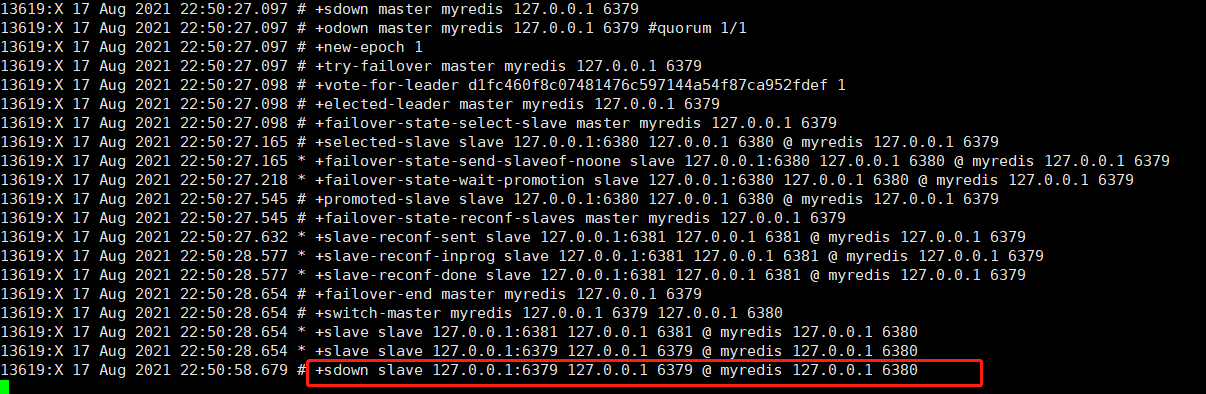 13619:X 17 Aug 2021 22:50:27.097 # +sdown master myredis 127.0.0.1 6379
13619:X 17 Aug 2021 22:50:27.097 # +odown master myredis 127.0.0.1 6379 #quorum 1/1
13619:X 17 Aug 2021 22:50:27.097 # +new-epoch 1
13619:X 17 Aug 2021 22:50:27.097 # +try-failover master myredis 127.0.0.1 6379
13619:X 17 Aug 2021 22:50:27.098 # +vote-for-leader d1fc460f8c07481476c597144a54f87ca952fdef 1
13619:X 17 Aug 2021 22:50:27.098 # +elected-leader master myredis 127.0.0.1 6379
13619:X 17 Aug 2021 22:50:27.098 # +failover-state-select-slave master myredis 127.0.0.1 6379
13619:X 17 Aug 2021 22:50:27.165 # +selected-slave slave 127.0.0.1:6380 127.0.0.1 6380 @ myredis 127.0.0.1 6379
13619:X 17 Aug 2021 22:50:27.165 * +failover-state-send-slaveof-noone slave 127.0.0.1:6380 127.0.0.1 6380 @ myredis 127.0.0.1 6379
13619:X 17 Aug 2021 22:50:27.218 * +failover-state-wait-promotion slave 127.0.0.1:6380 127.0.0.1 6380 @ myredis 127.0.0.1 6379
13619:X 17 Aug 2021 22:50:27.545 # +promoted-slave slave 127.0.0.1:6380 127.0.0.1 6380 @ myredis 127.0.0.1 6379
13619:X 17 Aug 2021 22:50:27.545 # +failover-state-reconf-slaves master myredis 127.0.0.1 6379
13619:X 17 Aug 2021 22:50:27.632 * +slave-reconf-sent slave 127.0.0.1:6381 127.0.0.1 6381 @ myredis 127.0.0.1 6379
13619:X 17 Aug 2021 22:50:28.577 * +slave-reconf-inprog slave 127.0.0.1:6381 127.0.0.1 6381 @ myredis 127.0.0.1 6379
13619:X 17 Aug 2021 22:50:28.577 * +slave-reconf-done slave 127.0.0.1:6381 127.0.0.1 6381 @ myredis 127.0.0.1 6379
13619:X 17 Aug 2021 22:50:28.654 # +failover-end master myredis 127.0.0.1 6379
13619:X 17 Aug 2021 22:50:28.654 # +switch-master myredis 127.0.0.1 6379 127.0.0.1 6380
13619:X 17 Aug 2021 22:50:28.654 * +slave slave 127.0.0.1:6381 127.0.0.1 6381 @ myredis 127.0.0.1 6380
13619:X 17 Aug 2021 22:50:28.654 * +slave slave 127.0.0.1:6379 127.0.0.1 6379 @ myredis 127.0.0.1 6380
13619:X 17 Aug 2021 22:50:58.679 # +sdown slave 127.0.0.1:6379 127.0.0.1 6379 @ myredis 127.0.0.1 6380